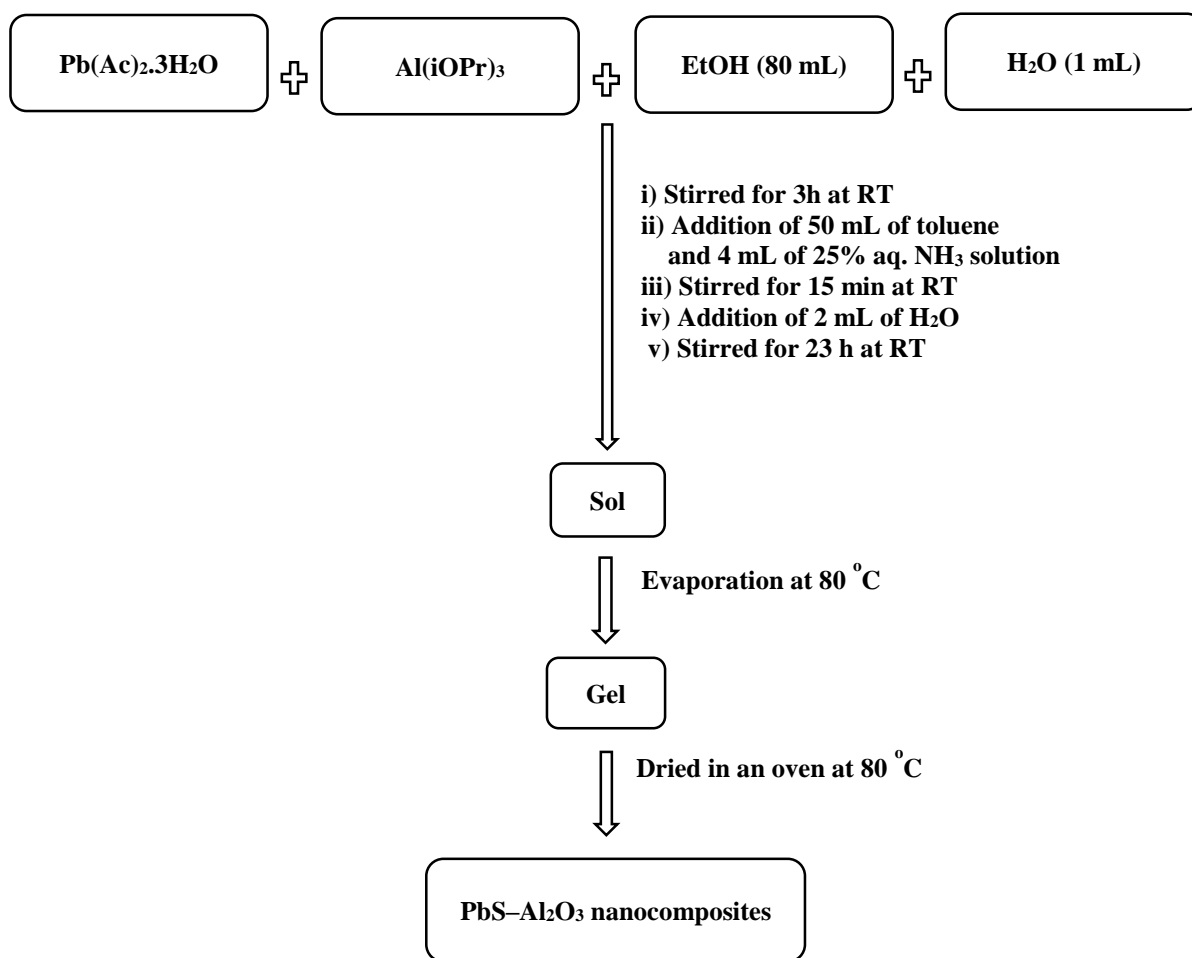 Pb(Ac)₂.3H₂O
Al(iOPr)₃
EtOH (80 mL)
H₂O (1 mL)
i) Stirred for 3h at RT
ii) Addition of 50 mL of toluene
and 4 mL of 25% aq. NH₃ solution
iii) Stirred for 15 min at RT
iv) Addition of 2 mL of H₂O
v) Stirred for 23 h at RT
Sol
Evaporation at 80 °C
Gel
Dried in an oven at 80 °C
PbS–Al₂O₃ nanocomposites